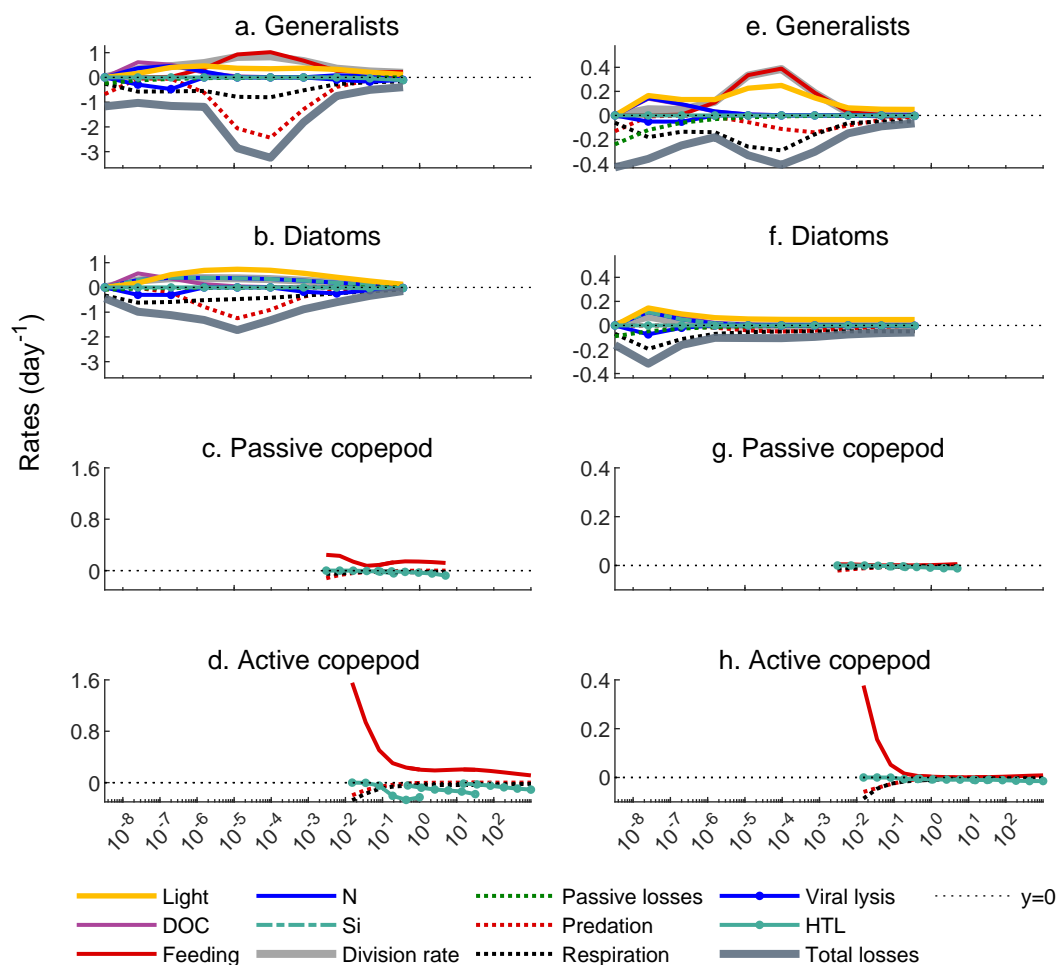 a. Generalists
1
0
-1
-2
-3
e. Generalists
0.4
0.2
0
-0.2
-0.4
b. Diatoms
1
0
-1
-2
-3
f. Diatoms
0.4
0.2
0
-0.2
-0.4
Rates (day⁻¹)
c. Passive copepod
1.6
0.8
0
g. Passive copepod
0.4
0.2
0
d. Active copepod
1.6
0.8
0
10⁻⁸ 10⁻⁷ 10⁻⁶ 10⁻⁵ 10⁻⁴ 10⁻³ 10⁻² 10⁻¹ 10⁰ 10¹ 10²
h. Active copepod
0.4
0.2
0
10⁻⁸ 10⁻⁷ 10⁻⁶ 10⁻⁵ 10⁻⁴ 10⁻³ 10⁻² 10⁻¹ 10⁰ 10¹ 10²
Light N Passive losses Viral lysis y=0
DOC Si Predation HTL
Feeding Division rate Respiration Total losses